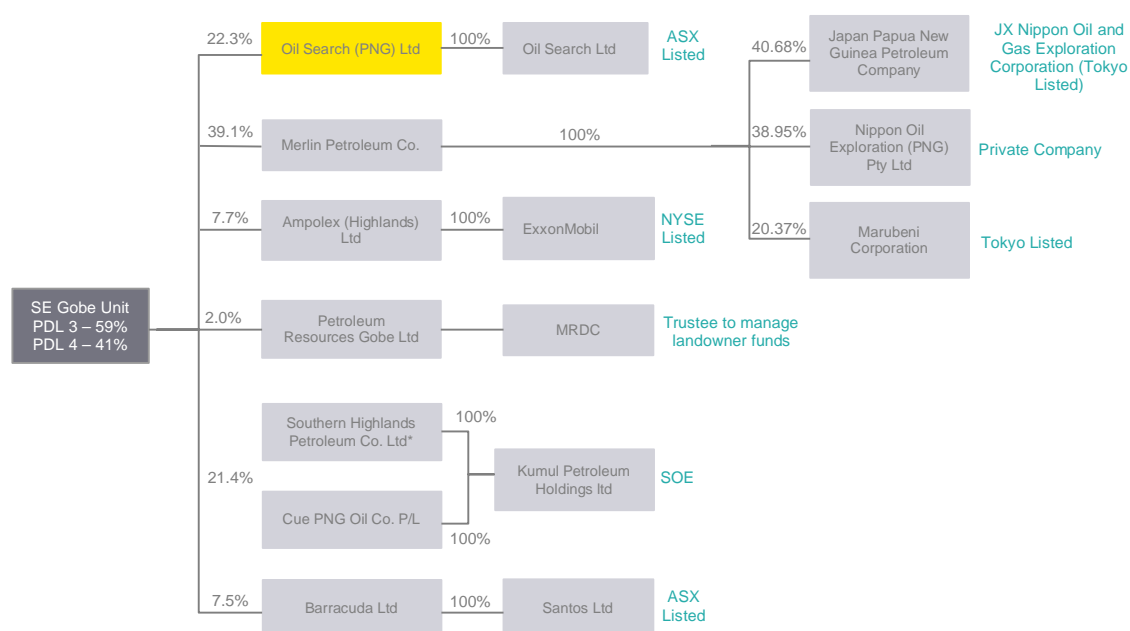 22.3%
Oil Search (PNG) Ltd
100%
Oil Search Ltd
ASX
Listed
40.68%
Japan Papua New
Guinea Petroleum
Company
JX Nippon Oil and
Gas Exploration
Corporation (Tokyo
Listed)
39.1%
Merlin Petroleum Co.
100%
38.95%
Nippon Oil
Exploration (PNG)
Pty Ltd
Private Company
7.7%
Ampolex (Highlands)
Ltd
100%
ExxonMobil
NYSE
Listed
20.37%
Marubeni
Corporation
Tokyo Listed
SE Gobe Unit
PDL 3 – 59%
PDL 4 – 41%
2.0%
Petroleum
Resources Gobe Ltd
MRDC
Trustee to manage
landowner funds
21.4%
Southern Highlands
Petroleum Co. Ltd*
100%
Cue PNG Oil Co. P/L
100%
Kumul Petroleum
Holdings ltd
SOE
7.5%
Barracuda Ltd
100%
Santos Ltd
ASX
Listed